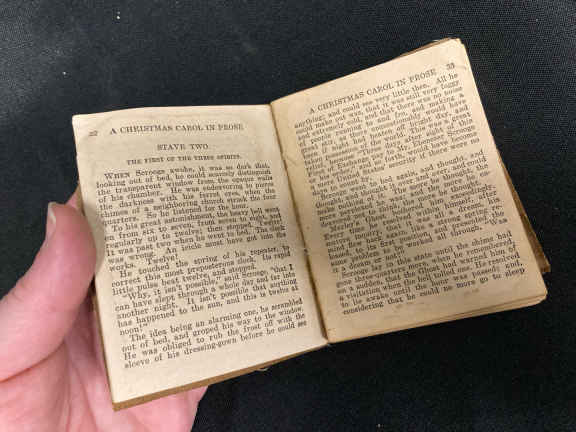 32 A CHRISTMAS CAROL IN PROSE
STAVE TWO.
THE FIRST OF THE THREE SPIRITS.
WHEN Scrooge awoke, it was so dark that,
looking out of bed, he could scarcely distinguish
the transparent window from the opaque walls
of his chamber. He was endeavoring to pierce
the darkness with his ferret eyes, when the
chimes of a neighboring church struck the four
quarters. So he listened for the hour.
To his great astonishment, the heavy bell went
on from six to seven, and from seven to eight, and
regularly up to twelve; then stopped. Twelve!
It was past two when he went to bed. The clock
was wrong. An icicle must have got into the
works. Twelve!
He touched the spring of his repeater, to
correct this most preposterous clock. Its rapid
little pulse beat twelve, and stopped.
"Why, it isn't possible," said Scrooge, "that I
can have slept through a whole day and far into
another night. It isn't possible that anything
has happened to the sun, and this is twelve at
noon!"
The idea being an alarming one, he scrambled
out of bed, and groped his way to the window.
He was obliged to rub the frost off with the
sleeve of his dressing-gown before he could see
A CHRISTMAS CAROL IN PROSE 33
anything; and could see very little then. All he
could make out was, that it was still very foggy
and extremely cold, and that there was no noise
of people running to and fro, and making a
great stir, as there unquestionably would have
been if night had beaten off bright day, and
taken possession of the world. This was a great
relief, because "three days after sight of this
First of Exchange pay to Mr. Ebenezer Scrooge
or his order," and so forth, would have become
a mere United States' security if there were no
days to count by.
Scrooge went to bed again, and thought, and
thought, and thought it over and over, and could
make nothing of it. The more he thought, the
more perplexed he was; and the more he en-
deavored not to think, the more he thought.
Marley's Ghost bothered him exceedingly.
Every time he resolved within himself, after
mature inquiry, that it was all a dream, his
mind flew back again, like a strong spring re-
leased, to its first position, and presented the
same problem to be worked all through, "Was it
a dream or not?"
Scrooge lay in this state until the chimes had
gone three-quarters more, when he remembered,
on a sudden, that the Ghost had warned him of
a visitation when the bell tolled one. He resolved
to lie awake until the hour was passed; and,
considering that he could no more go to sleep